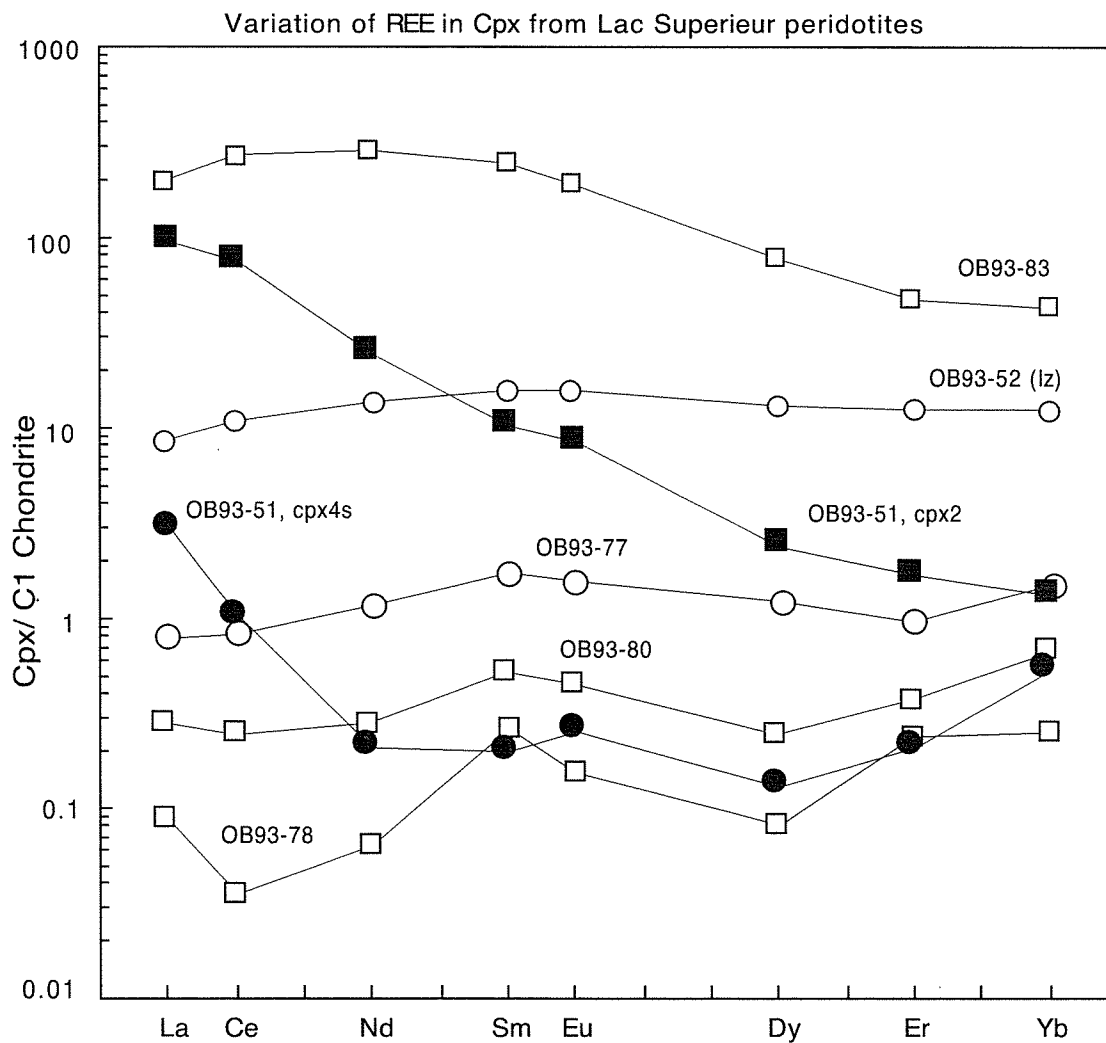 Variation of REE in Cpx from Lac Superieur peridotites
1000
100
10
1
0.1
0.01
Cpx/ C1 Chondrite
OB93-83
OB93-52 (lz)
OB93-51, cpx4s
OB93-51, cpx2
OB93-77
OB93-80
OB93-78
La Ce Nd Sm Eu Dy Er Yb